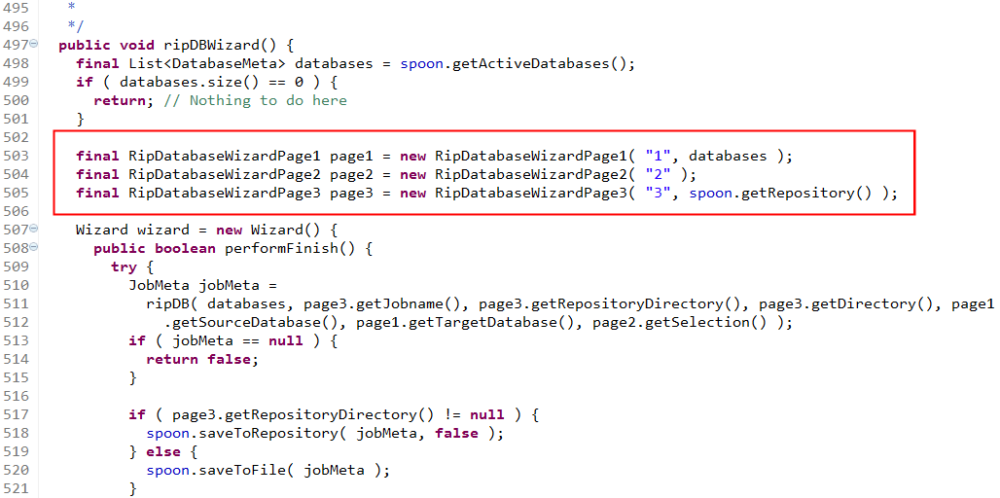 495    *
496    */
497  public void ripDBWizard() {
498    final List<DatabaseMeta> databases = spoon.getActiveDatabases();
499    if ( databases.size() == 0 ) {
500      return; // Nothing to do here
501    }
502
503    final RipDatabaseWizardPage1 page1 = new RipDatabaseWizardPage1( "1", databases );
504    final RipDatabaseWizardPage2 page2 = new RipDatabaseWizardPage2( "2" );
505    final RipDatabaseWizardPage3 page3 = new RipDatabaseWizardPage3( "3", spoon.getRepository() );
506
507    Wizard wizard = new Wizard() {
508      public boolean performFinish() {
509        try {
510          JobMeta jobMeta =
511            ripDB( databases, page3.getJobname(), page3.getRepositoryDirectory(), page3.getDirectory(), page1
512              .getSourceDatabase(), page1.getTargetDatabase(), page2.getSelection() );
513          if ( jobMeta == null ) {
514            return false;
515          }
516
517          if ( page3.getRepositoryDirectory() != null ) {
518            spoon.saveToRepository( jobMeta, false );
519          } else {
520            spoon.saveToFile( jobMeta );
521          }